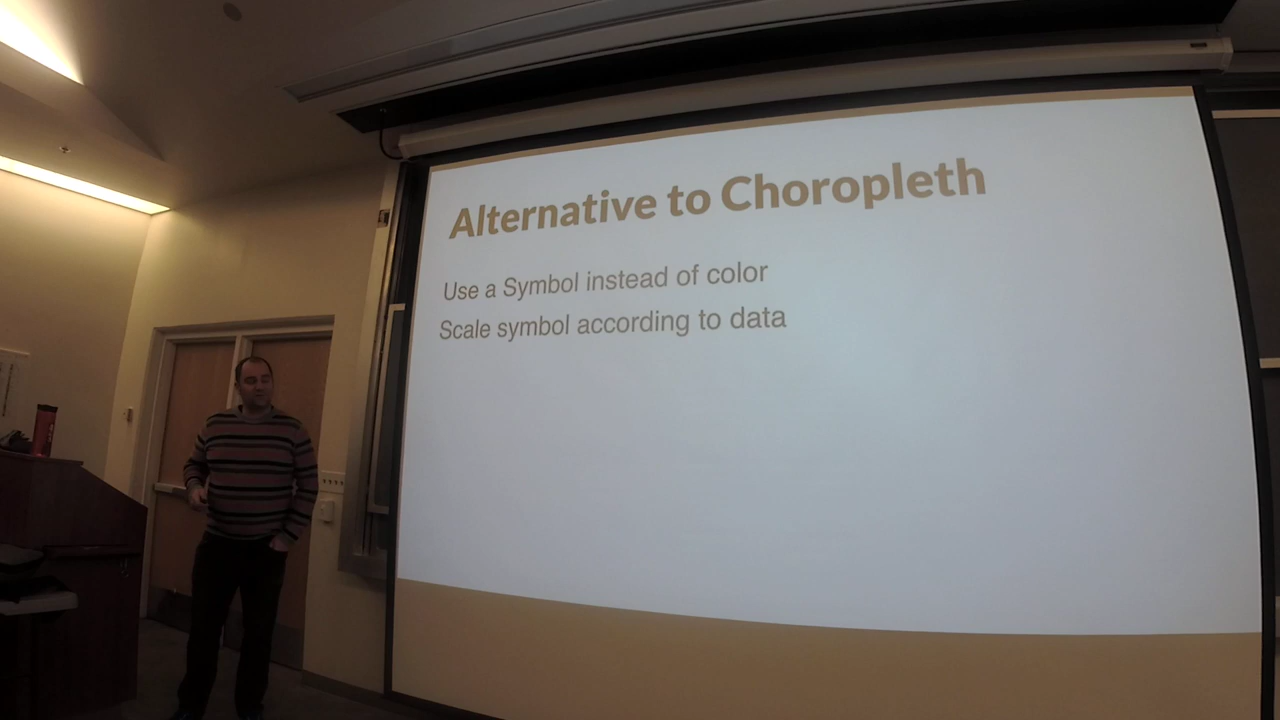 Alternative to Choropleth
Use a Symbol instead of color
Scale symbol according to data